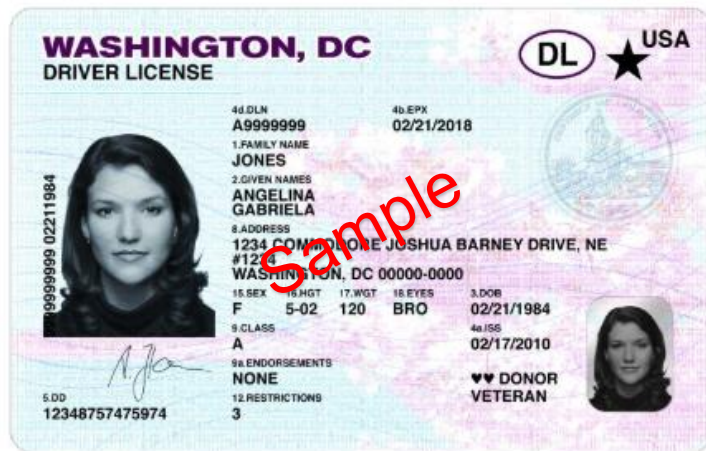 WASHINGTON, DC
DRIVER LICENSE
DL
USA
4d.DLN
4b.EPX
A9999999
02/21/2018
1.FAMILY NAME
JONES
2.GIVEN NAMES
ANGELINA
GABRIELA
8.ADDRESS
1234 COMMODORE JOSHUA BARNEY DRIVE, NE
#1234
WASHINGTON, DC 00000-0000
Sample
15.SEX 16.HGT 17.WGT 18.EYES 3.DOB
F 5-02 120 BRO 02/21/1984
9.CLASS 4a.ISS
A 02/17/2010
9a.ENDORSEMENTS
NONE
♥♥ DONOR
VETERAN
12.RESTRICTIONS
3
5.DD
12348757475974